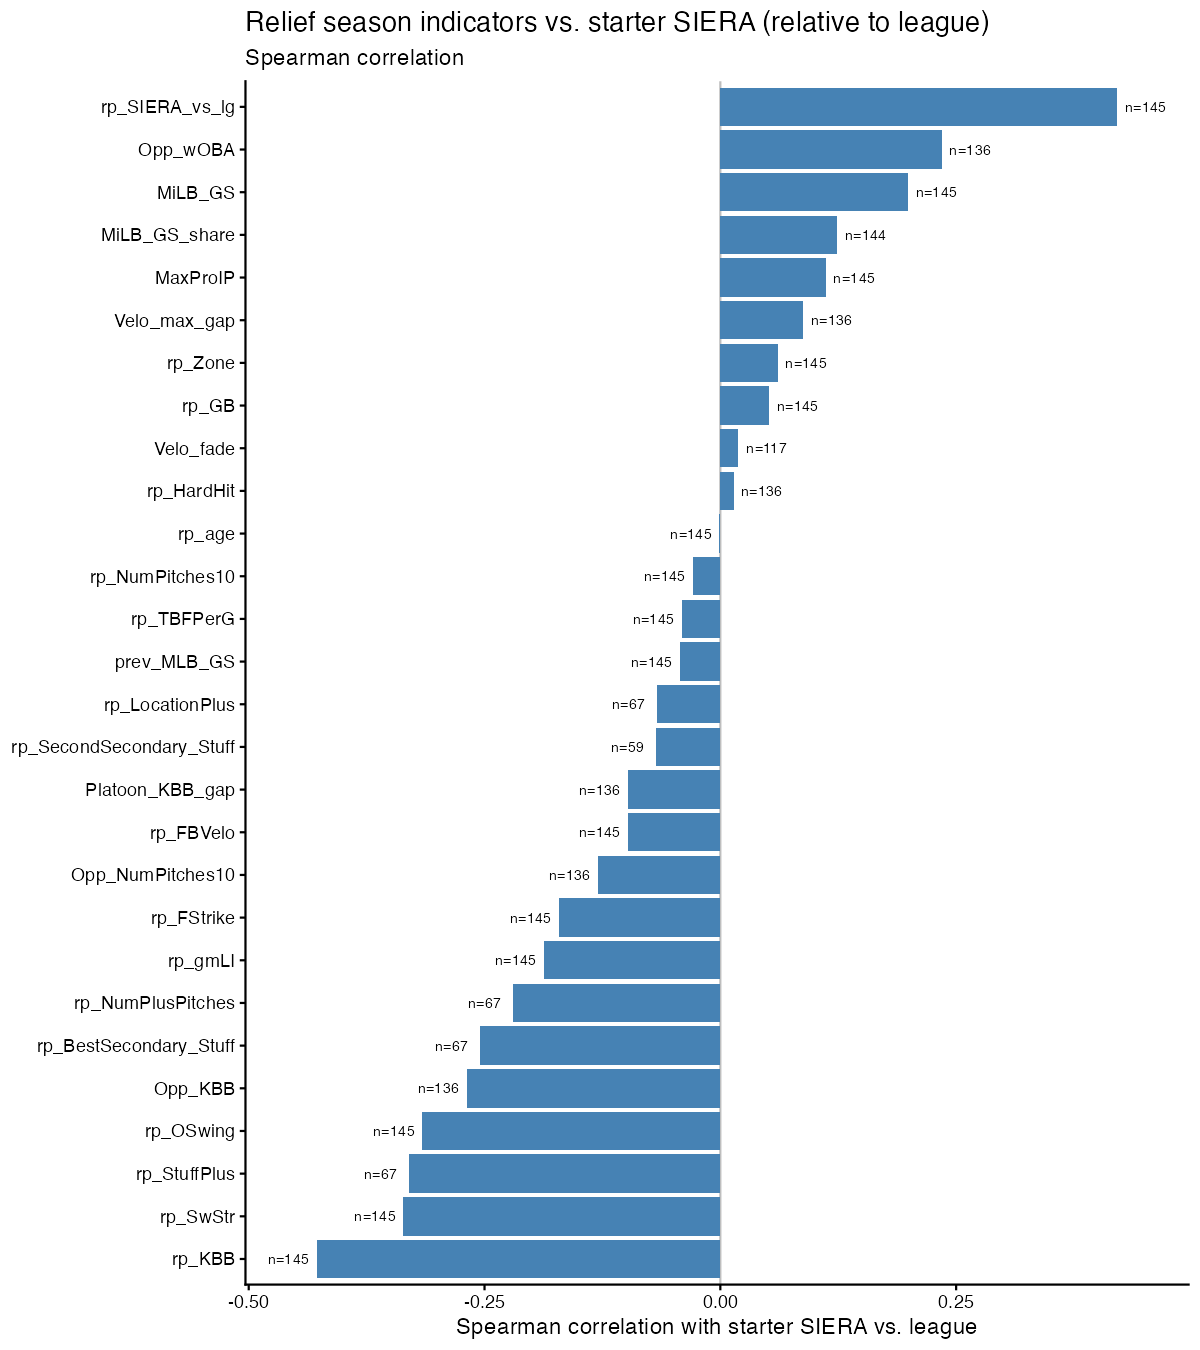 Relief season indicators vs. starter SIERA (relative to league)
Spearman correlation
rp_SIERA_vs_lg n=145
Opp_wOBA n=136
MiLB_GS n=145
MiLB_GS_share n=144
MaxProIP n=145
Velo_max_gap n=136
rp_Zone n=145
rp_GB n=145
Velo_fade n=117
rp_HardHit n=136
rp_age n=145
rp_NumPitches10 n=145
rp_TBFPerG n=145
prev_MLB_GS n=145
rp_LocationPlus n=67
rp_SecondSecondary_Stuff n=59
Platoon_KBB_gap n=136
rp_FBVelo n=145
Opp_NumPitches10 n=136
rp_FStrike n=145
rp_gmLI n=145
rp_NumPlusPitches n=67
rp_BestSecondary_Stuff n=67
Opp_KBB n=136
rp_OSwing n=145
rp_StuffPlus n=67
rp_SwStr n=145
rp_KBB n=145
-0.50 -0.25 0.00 0.25
Spearman correlation with starter SIERA vs. league